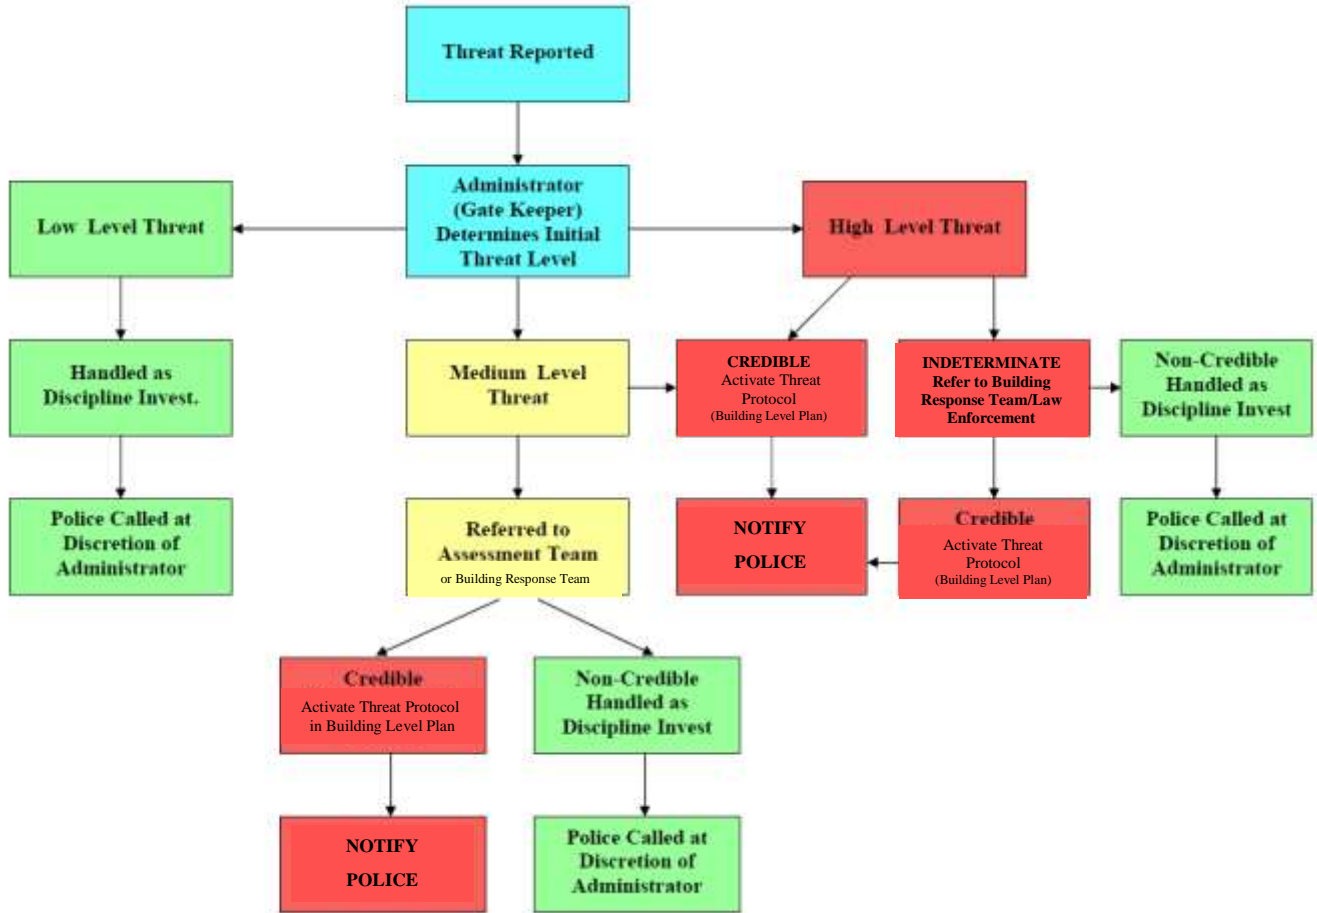 Threat Reported
Administrator
(Gate Keeper)
Determines Initial
Threat Level
Low Level Threat
High Level Threat
Handled as
Discipline Invest.
Medium Level
Threat
CREDIBLE
Activate Threat
Protocol
(Building Level Plan)
INDETERMINATE
Refer to Building
Response Team/Law
Enforcement
Non-Credible
Handled as
Discipline Invest
Police Called at
Discretion of
Administrator
Referred to
Assessment Team
or Building Response Team
NOTIFY
POLICE
Credible
Activate Threat
Protocol
(Building Level Plan)
Police Called at
Discretion of
Administrator
Credible
Activate Threat Protocol
in Building Level Plan
Non-Credible
Handled as
Discipline Invest
NOTIFY
POLICE
Police Called at
Discretion of
Administrator